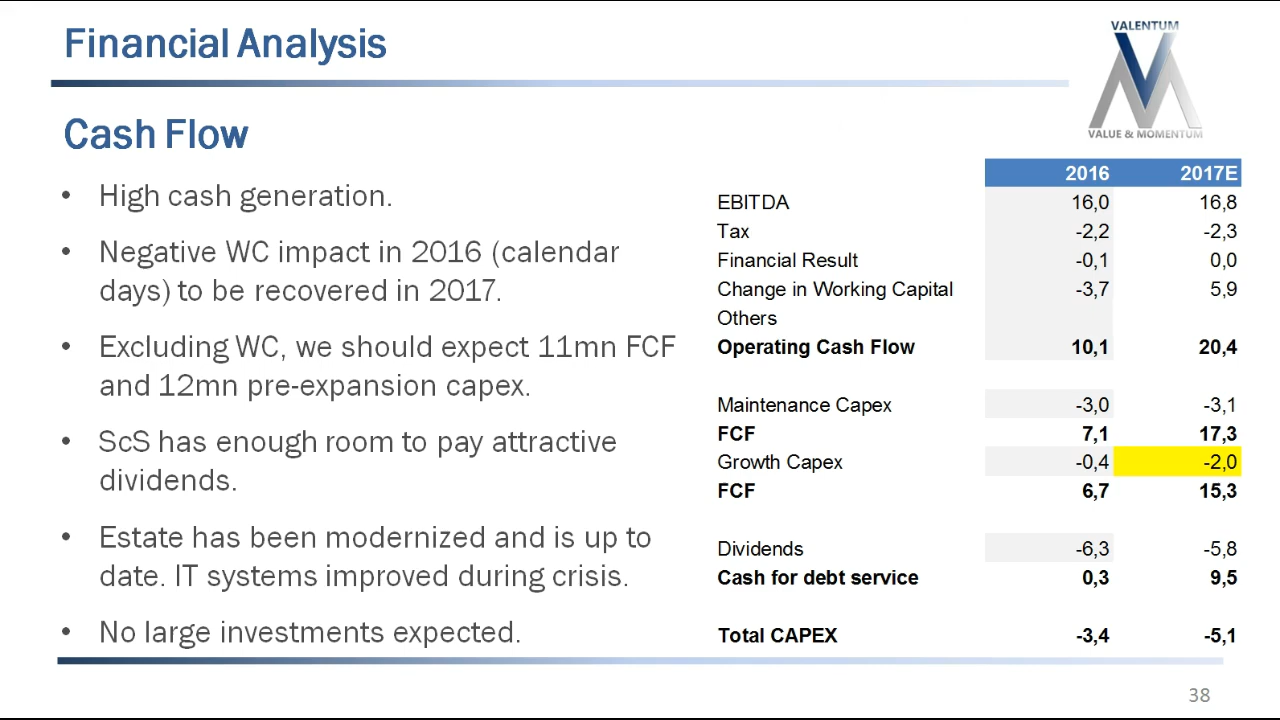 Financial Analysis
VALENTUM
VALUE & MOMENTUM
Cash Flow
• High cash generation.
• Negative WC impact in 2016 (calendar
days) to be recovered in 2017.
• Excluding WC, we should expect 11mn FCF
and 12mn pre-expansion capex.
• ScS has enough room to pay attractive
dividends.
• Estate has been modernized and is up to
date. IT systems improved during crisis.
• No large investments expected.
2016 2017E
EBITDA 16,0 16,8
Tax -2,2 -2,3
Financial Result -0,1 0,0
Change in Working Capital -3,7 5,9
Others
Operating Cash Flow 10,1 20,4
Maintenance Capex -3,0 -3,1
FCF 7,1 17,3
Growth Capex -0,4 -2,0
FCF 6,7 15,3
Dividends -6,3 -5,8
Cash for debt service 0,3 9,5
Total CAPEX -3,4 -5,1
38